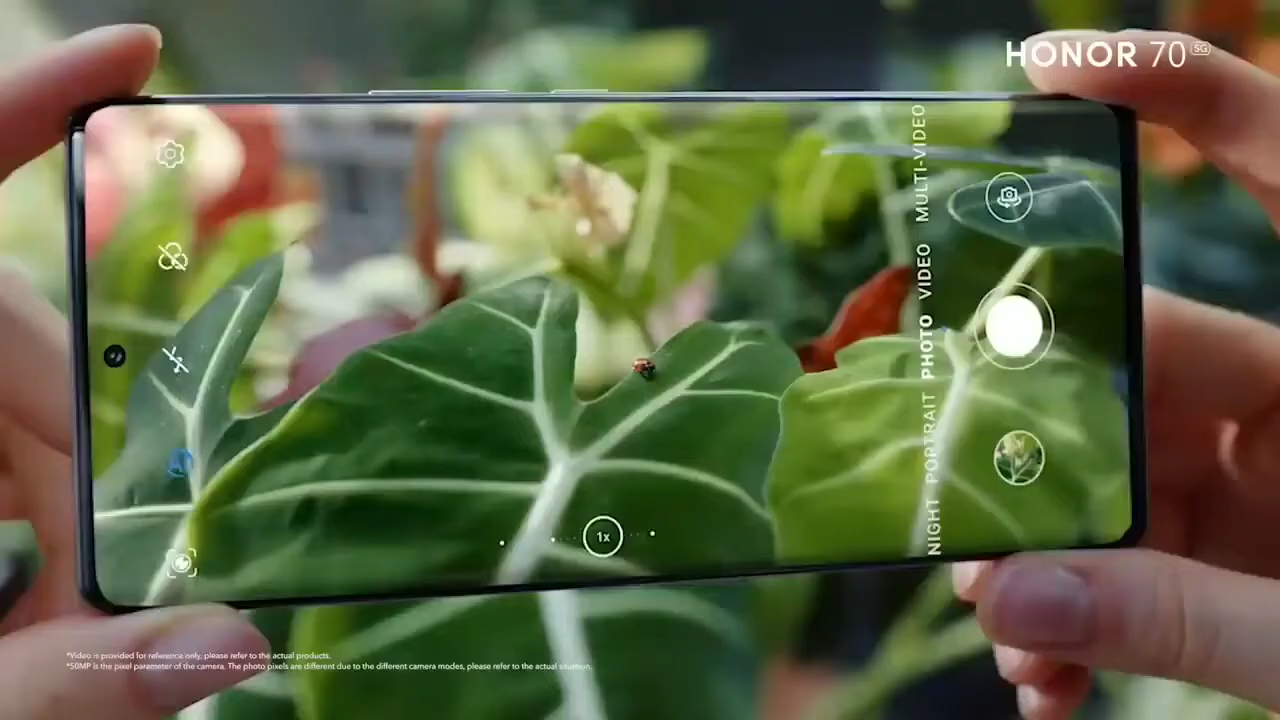 HONOR 70 5G
MULTI-VIDEO
VIDEO
PHOTO
PORTRAIT
NIGHT
1x
*Video is provided for reference only, please refer to the actual products.
*50MP is the pixel parameter of the camera. The photo pixels are different due to the different camera modes, please refer to the actual situation.